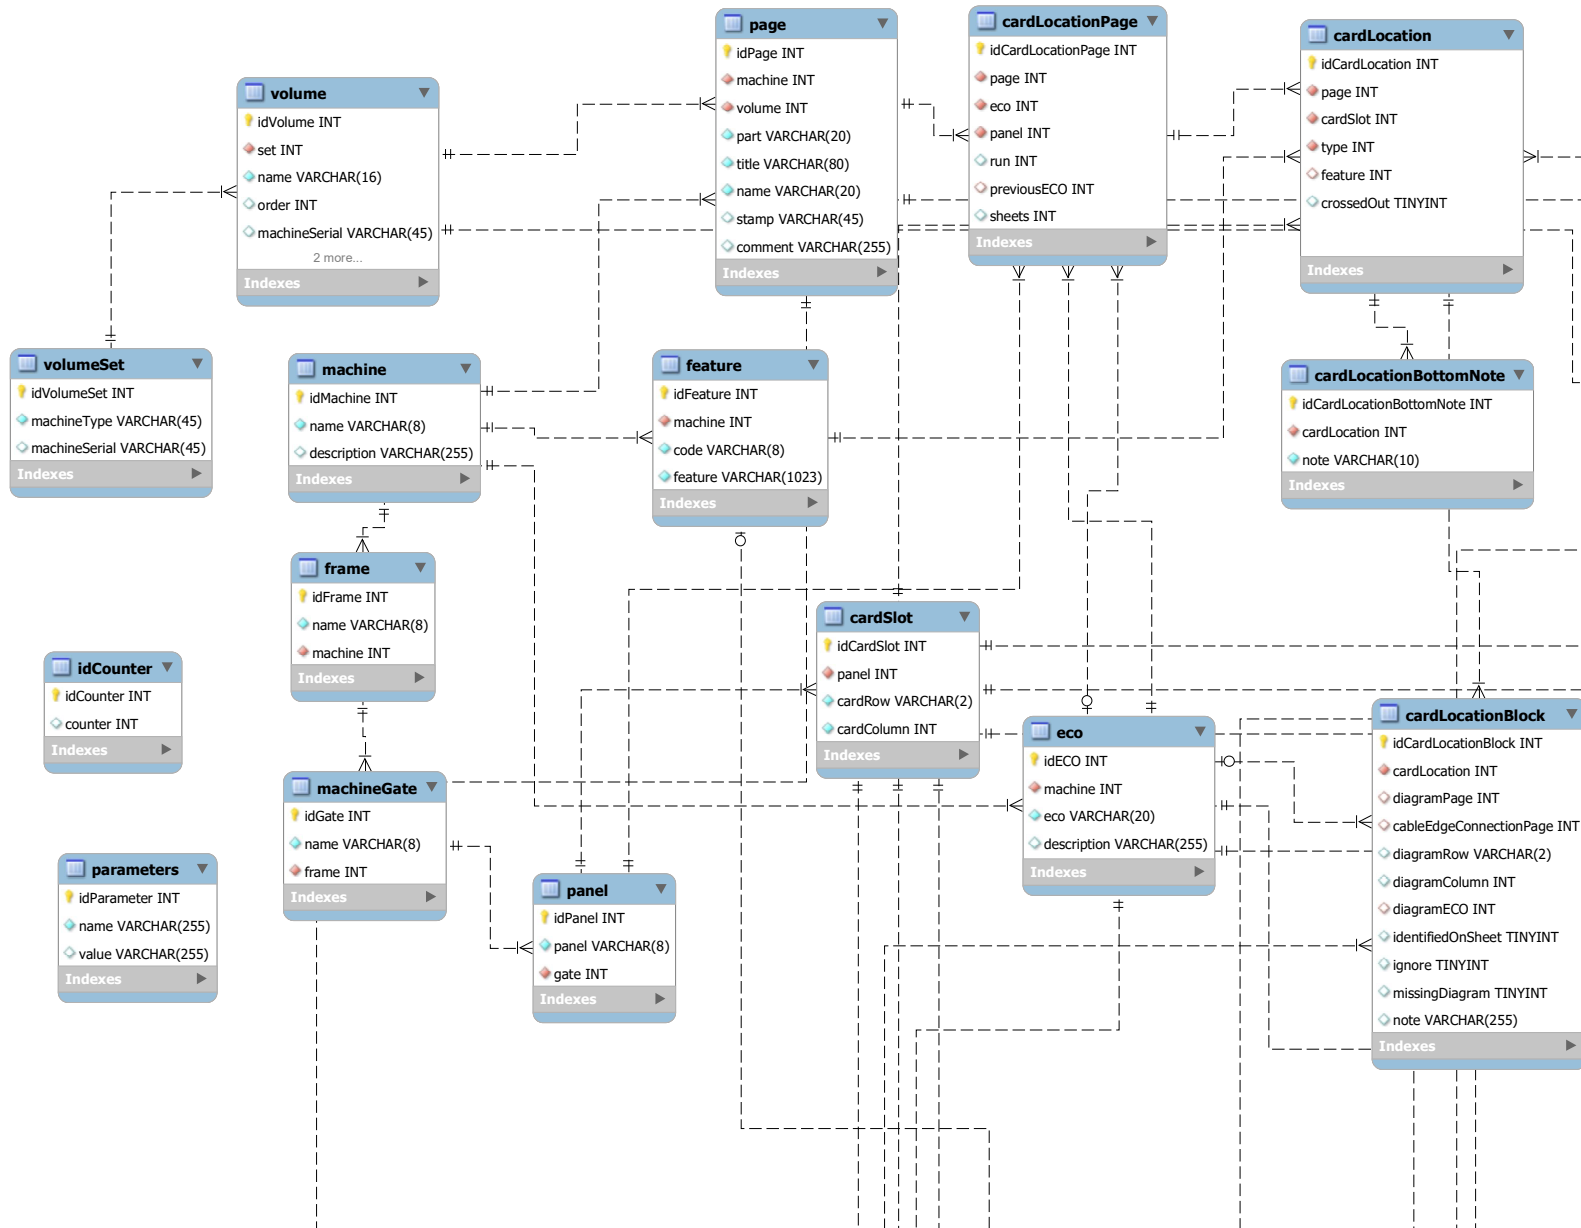 page
idPage INT
machine INT
volume INT
part VARCHAR(20)
title VARCHAR(80)
name VARCHAR(20)
stamp VARCHAR(45)
comment VARCHAR(255)
Indexes
cardLocationPage
idCardLocationPage INT
page INT
eco INT
panel INT
run INT
previousECO INT
sheets INT
Indexes
cardLocation
idCardLocation INT
page INT
cardSlot INT
type INT
feature INT
crossedOut TINYINT
Indexes
volume
idVolume INT
set INT
name VARCHAR(16)
order INT
machineSerial VARCHAR(45)
2 more...
Indexes
volumeSet
idVolumeSet INT
machineType VARCHAR(45)
machineSerial VARCHAR(45)
Indexes
machine
idMachine INT
name VARCHAR(8)
description VARCHAR(255)
Indexes
feature
idFeature INT
machine INT
code VARCHAR(8)
feature VARCHAR(1023)
Indexes
cardLocationBottomNote
idCardLocationBottomNote INT
cardLocation INT
note VARCHAR(10)
Indexes
frame
idFrame INT
name VARCHAR(8)
machine INT
Indexes
cardSlot
idCardSlot INT
panel INT
cardRow VARCHAR(2)
cardColumn INT
Indexes
idCounter
idCounter INT
counter INT
Indexes
eco
idECO INT
machine INT
eco VARCHAR(20)
description VARCHAR(255)
Indexes
cardLocationBlock
idCardLocationBlock INT
cardLocation INT
diagramPage INT
cableEdgeConnectionPage INT
diagramRow VARCHAR(2)
diagramColumn INT
diagramECO INT
identifiedOnSheet TINYINT
ignore TINYINT
missingDiagram TINYINT
note VARCHAR(255)
Indexes
machineGate
idGate INT
name VARCHAR(8)
frame INT
Indexes
parameters
idParameter INT
name VARCHAR(255)
value VARCHAR(255)
Indexes
panel
idPanel INT
panel VARCHAR(8)
gate INT
Indexes